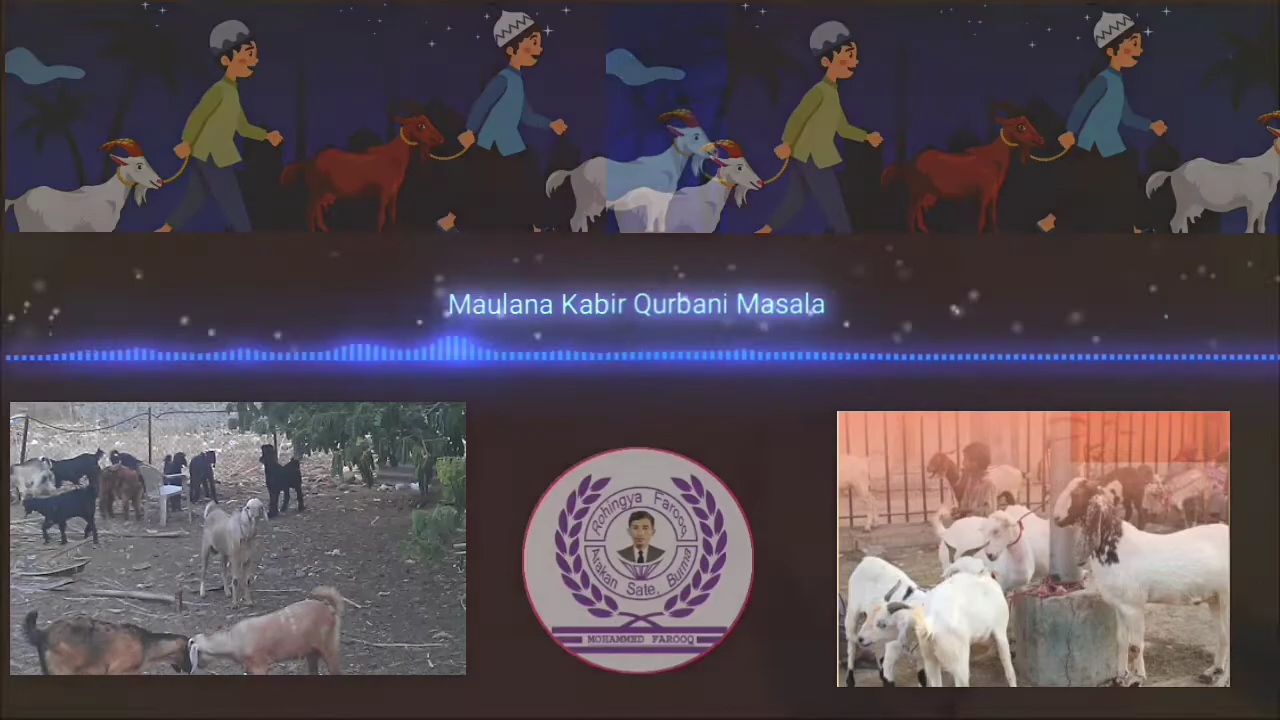 Maulana Kabir Qurbani Masala
Rohingya Farooq
Arakan Sate, Burma
MOHAMMED FAROOQ